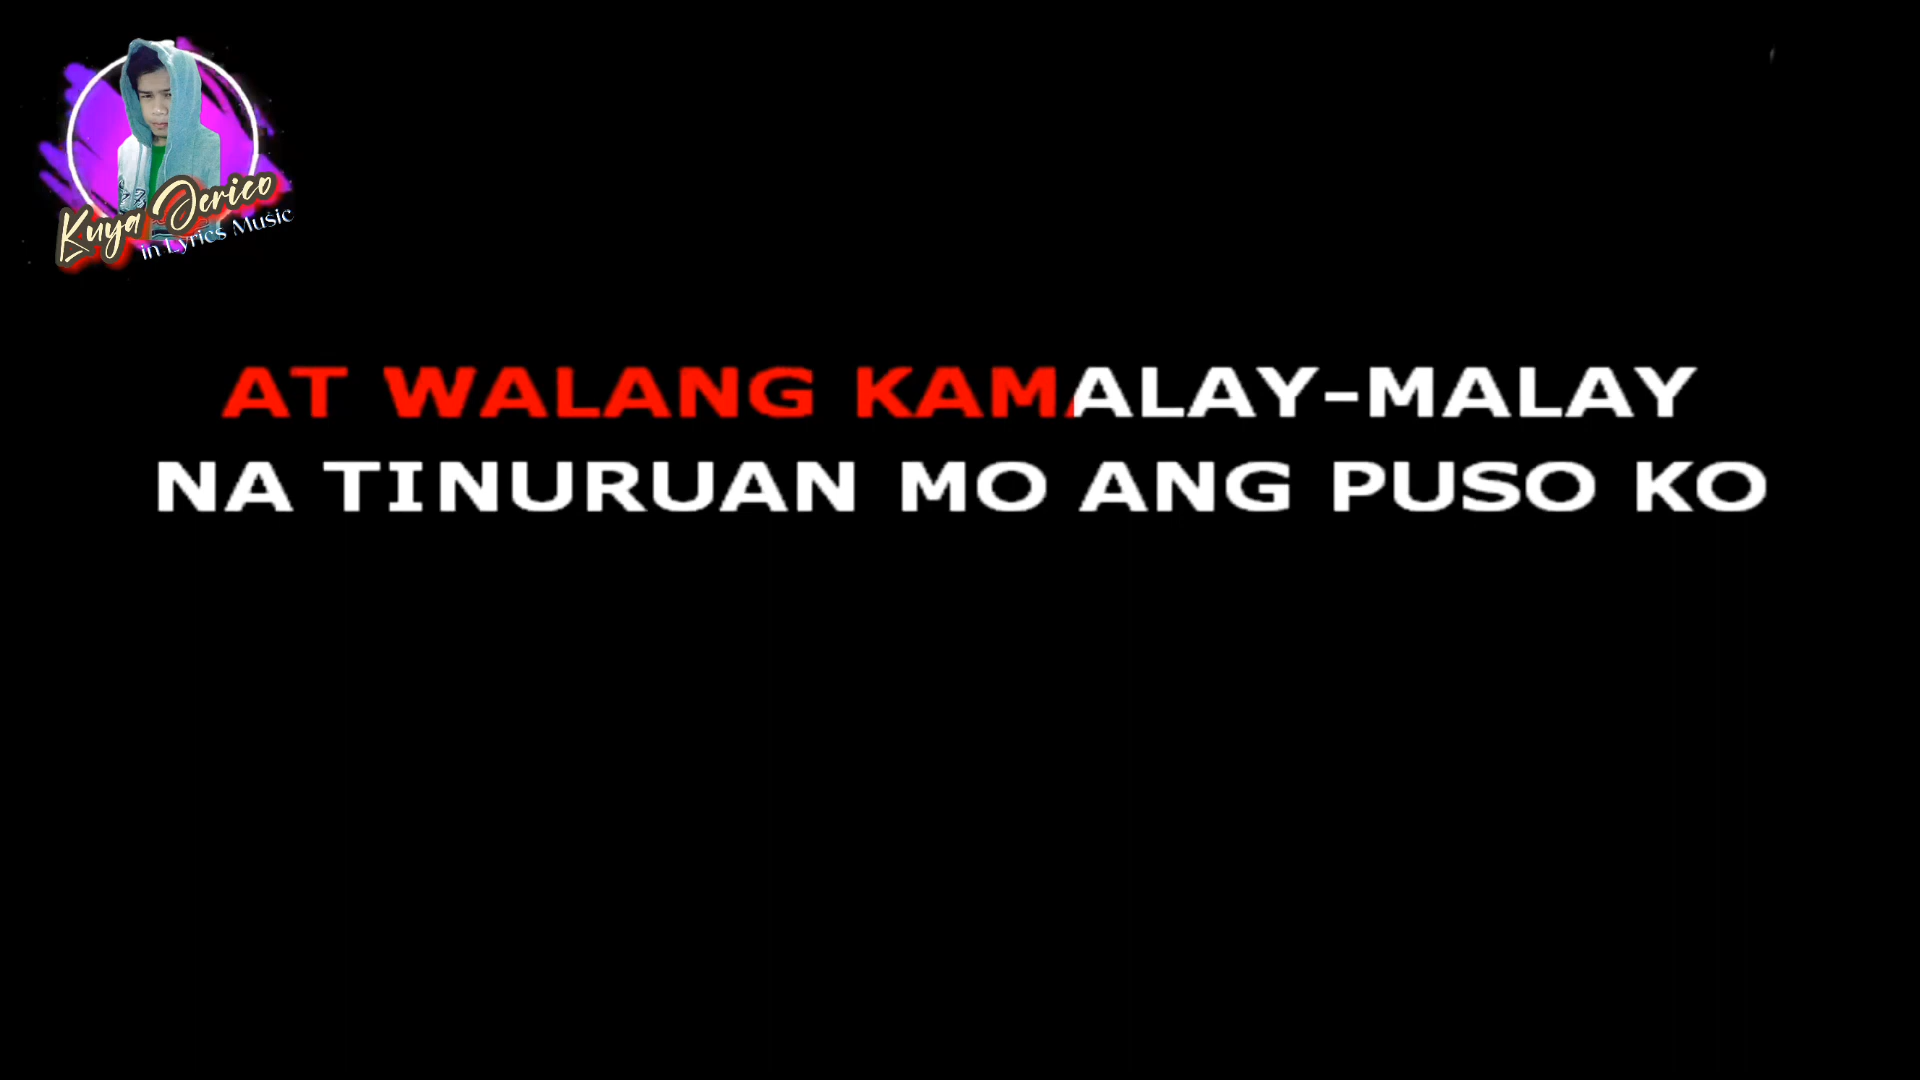 Kuya Jerico
in Lyrics Music
AT WALANG KAMALAY-MALAY
NA TINURUAN MO ANG PUSO KO